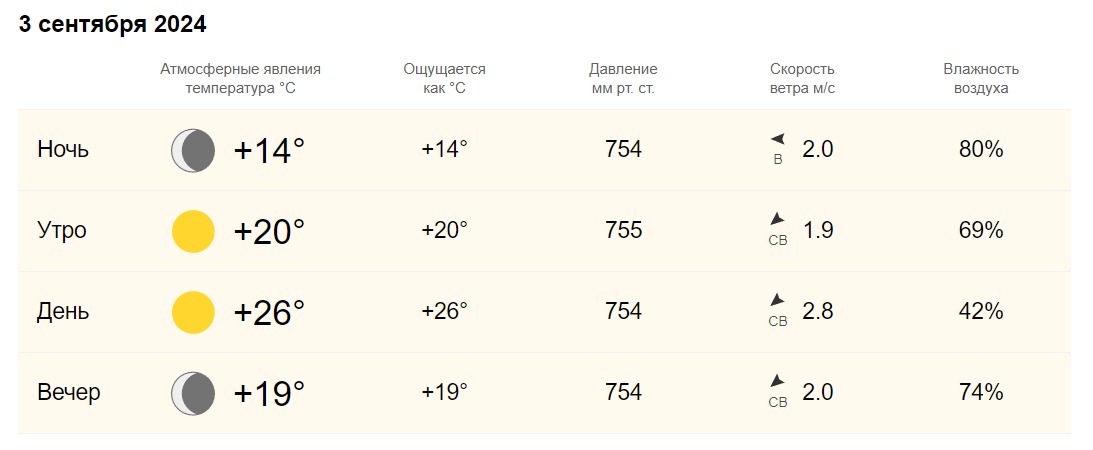 3 сентября 2024
Атмосферные явления
температура °C
Ощущается
как °C
Давление
мм рт. ст.
Скорость
ветра м/с
Влажность
воздуха
Ночь +14° +14° 754 В 2.0 80%
Утро +20° +20° 755 СВ 1.9 69%
День +26° +26° 754 СВ 2.8 42%
Вечер +19° +19° 754 СВ 2.0 74%